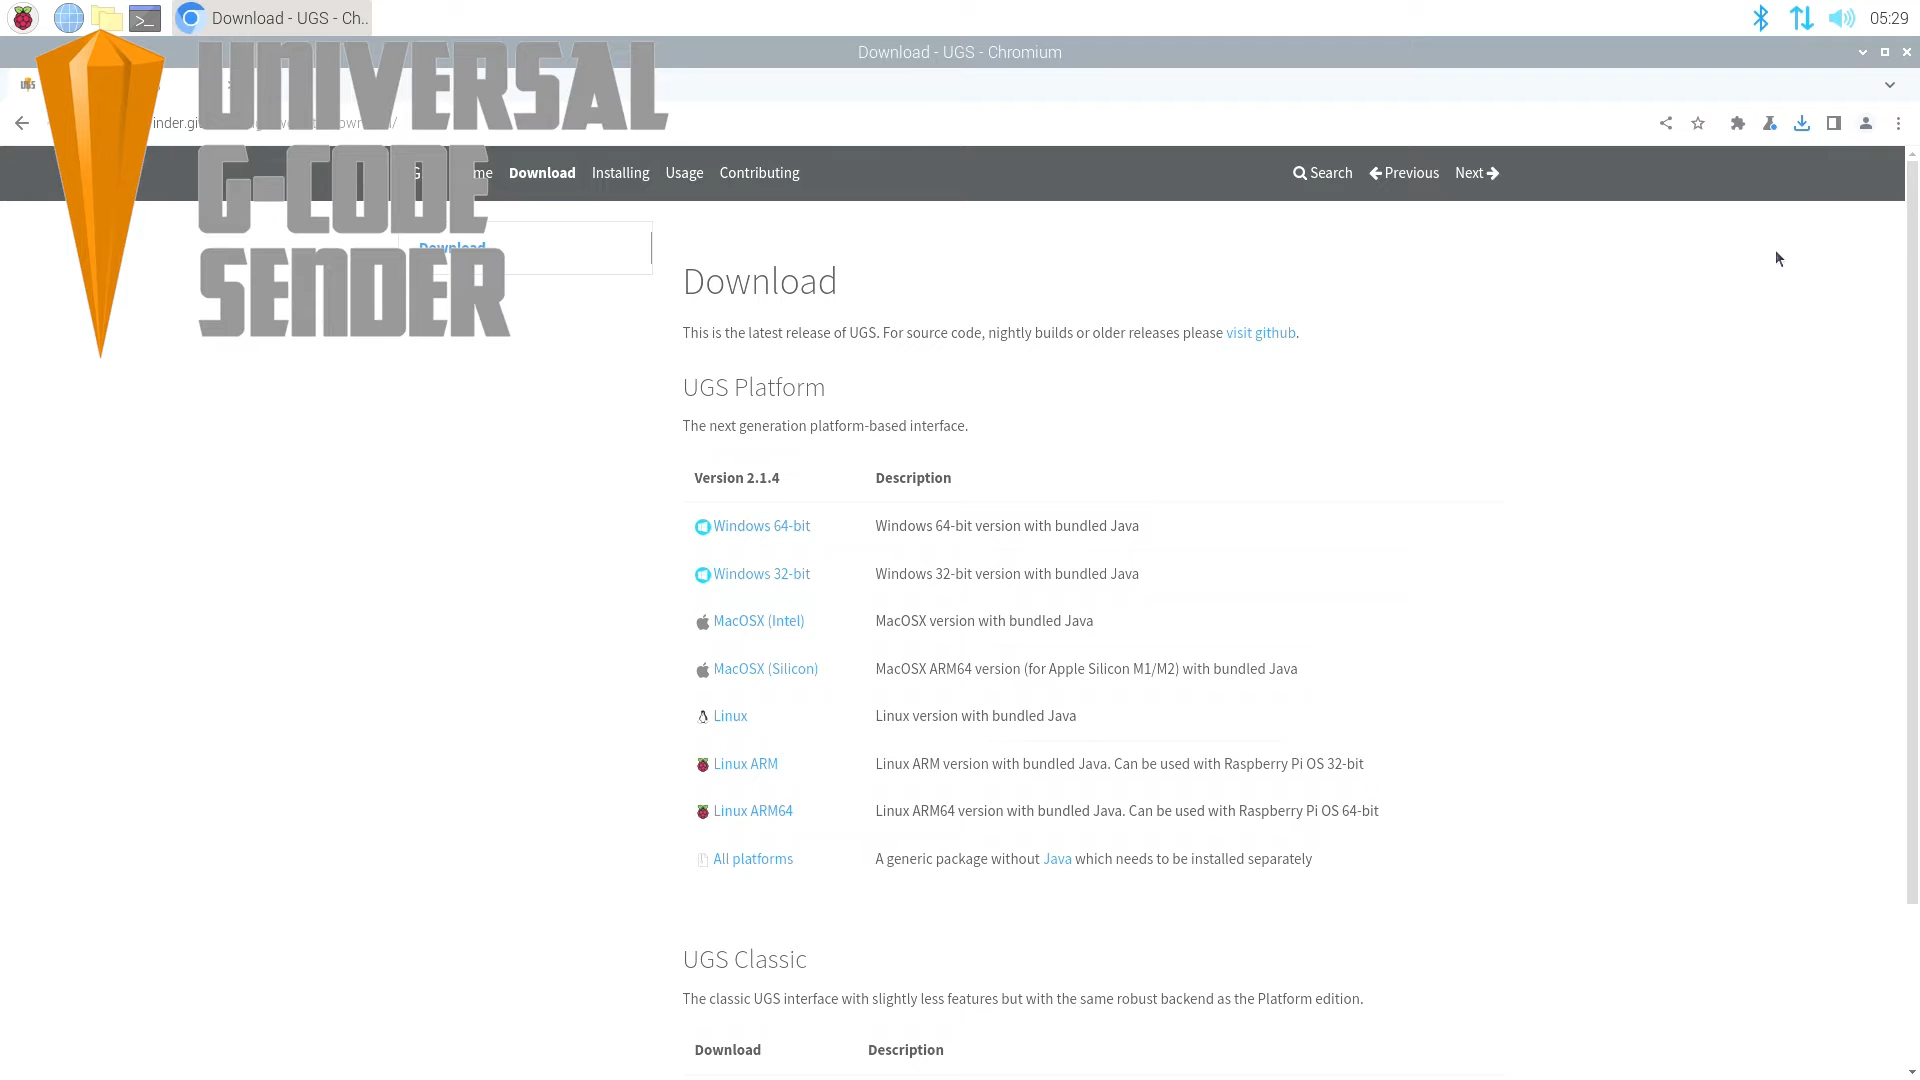 Download - UGS - Ch..
05:29
Download - UGS - Chromium
UGS
UNIVERSAL
G-CODE
SENDER
Download
Installing
Usage
Contributing
Search
Previous
Next
Download
Download
This is the latest release of UGS. For source code, nightly builds or older releases please visit github.
UGS Platform
The next generation platform-based interface.
Version 2.1.4
Description
Windows 64-bit
Windows 64-bit version with bundled Java
Windows 32-bit
Windows 32-bit version with bundled Java
MacOSX (Intel)
MacOSX version with bundled Java
MacOSX (Silicon)
MacOSX ARM64 version (for Apple Silicon M1/M2) with bundled Java
Linux
Linux version with bundled Java
Linux ARM
Linux ARM version with bundled Java. Can be used with Raspberry Pi OS 32-bit
Linux ARM64
Linux ARM64 version with bundled Java. Can be used with Raspberry Pi OS 64-bit
All platforms
A generic package without Java which needs to be installed separately
UGS Classic
The classic UGS interface with slightly less features but with the same robust backend as the Platform edition.
Download
Description